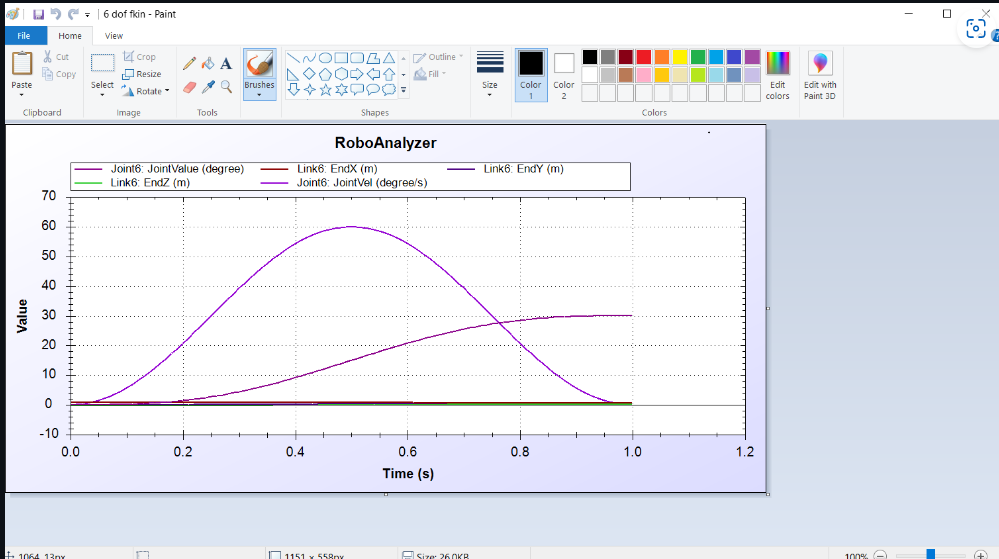 6 dof fkin - Paint
File Home View
Paste Cut Copy Clipboard
Select Crop Resize Rotate Image
A Tools
Brushes
Outline Fill Shapes
Size
Color 1 Color 2 Edit colors Colors
Edit with Paint 3D
RoboAnalyzer
Joint6: JointValue (degree) Link6: EndX (m) Link6: EndY (m)
Link6: EndZ (m) Joint6: JointVel (degree/s)
70
60
50
40
30
20
10
0
-10
Value
0.0 0.2 0.4 0.6 0.8 1.0 1.2
Time (s)
1064, 13px 1151 × 558px Size: 26.0KB 100%